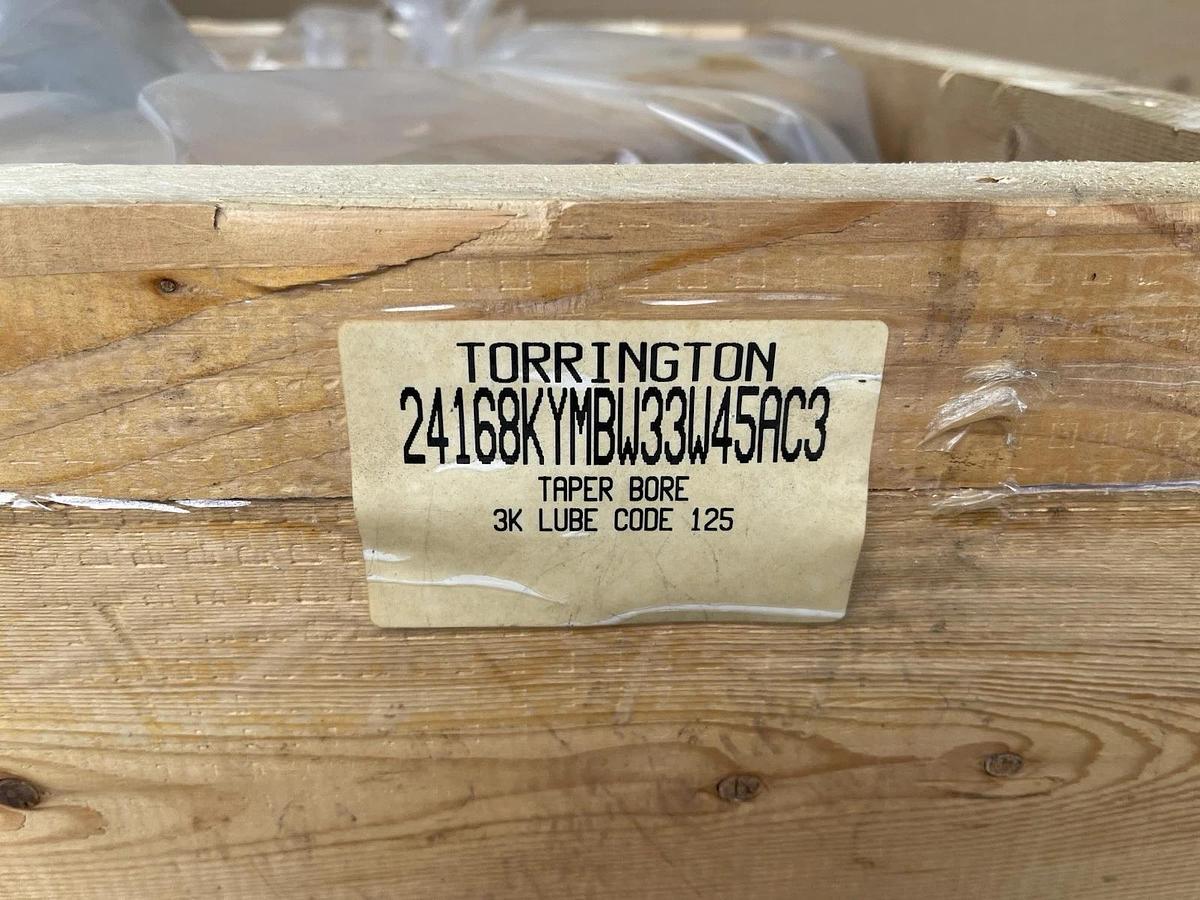 TORRINGTON
24168KYMBW33W45AC3
TAPER BORE
3K LUBE CODE 125